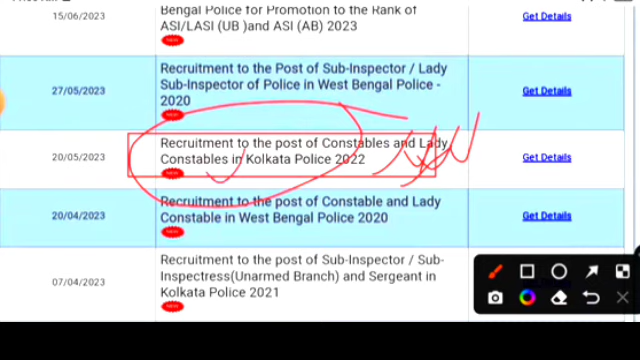 Bengal Police for Promotion to the Rank of
15/06/2023
ASI/LASI (UB )and ASI (AB) 2023
Get Details
Recruitment to the Post of Sub-Inspector / Lady
27/05/2023
Sub-Inspector of Police in West Bengal Police -
2020
Get Details
Recruitment to the post of Constables and Lady
20/05/2023
Constables in Kolkata Police 2022
Get Details
Recruitment to the post of Constable and Lady
20/04/2023
Constable in West Bengal Police 2020
Get Details
Recruitment to the post of Sub-Inspector / Sub-
07/04/2023
Inspectress(Unarmed Branch) and Sergeant in
Kolkata Police 2021